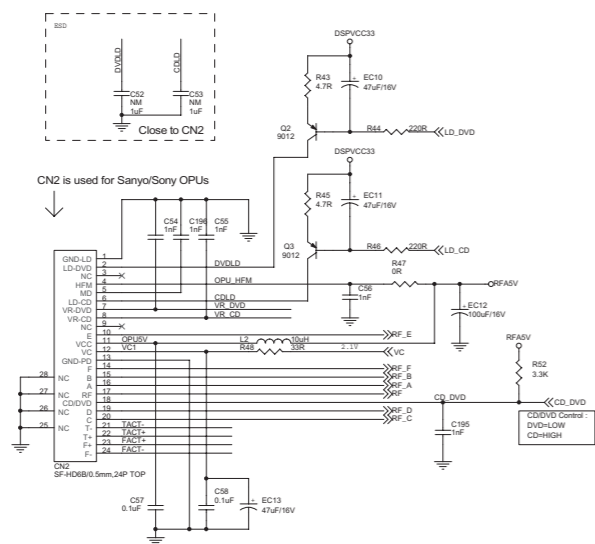 ESD
DVDLD
CDLD
C52
NM
1uF
C53
NM
1uF
Close to CN2
DSPVCC33
R43
4.7R
EC10
47uF/16V
Q2
9012
R44
220R
LD_DVD
DSPVCC33
R45
4.7R
EC11
47uF/16V
Q3
9012
R46
220R
LD_CD
CN2 is used for Sanyo/Sony OPUs
C54
1nF
C196
1nF
C55
1nF
R47
0R
RFA5V
C56
1nF
EC12
100uF/16V
GND-LD 1
LD-DVD 2 DVDLD
NC 3
HFM 4 OPU_HFM
MD 5
LD-CD 6 CDLD
VR-DVD 7 VR_DVD
VR-CD 8 VR_CD
NC 9
E 10 RF_E
VCC 11 OPU5V L2 10uH
VC 12 VC1 R48 33R 2.1V VC
GND-PD 13
F 14 RF_F
B 15 RF_B
A 16 RF_A
RF 17 RF
CD/DVD 18 CD_DVD CD_DVD
D 19 RF_D
C 20 RF_C
T- 21 TACT-
T+ 22 TACT+
F+ 23 FACT+
F- 24 FACT-
28 NC
27 NC
26 NC
25 NC
CN2
SF-HD6B/0.5mm,24P TOP
RFA5V
R52
3.3K
CD/DVD Control :
DVD=LOW
CD=HIGH
C195
1nF
C57
0.1uF
C58
0.1uF
EC13
47uF/16V